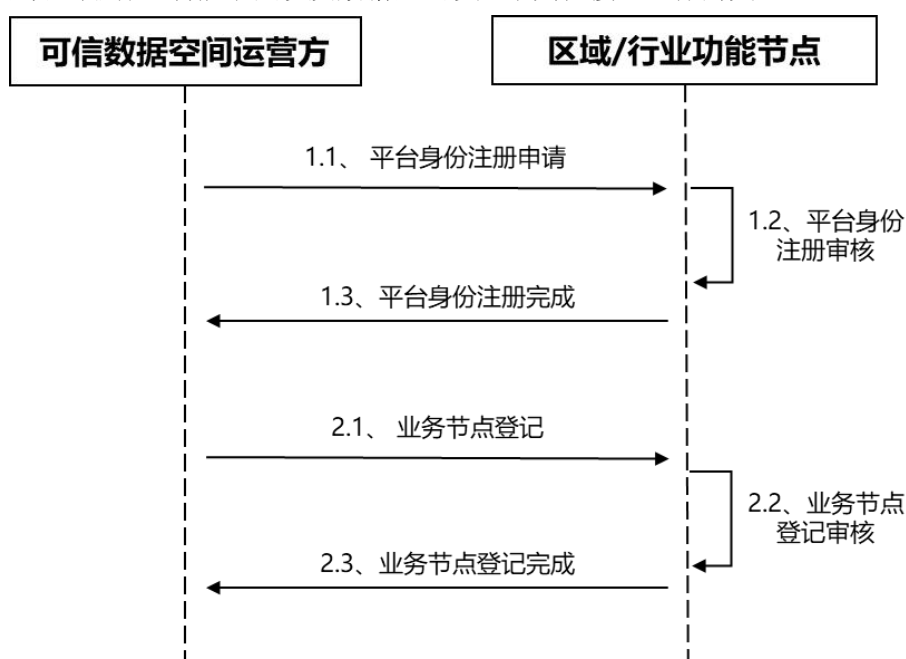 可信数据空间运营方
区域/行业功能节点
1.1、 平台身份注册申请
1.2、平台身份
注册审核
1.3、平台身份注册完成
2.1、 业务节点登记
2.2、业务节点
登记审核
2.3、业务节点登记完成